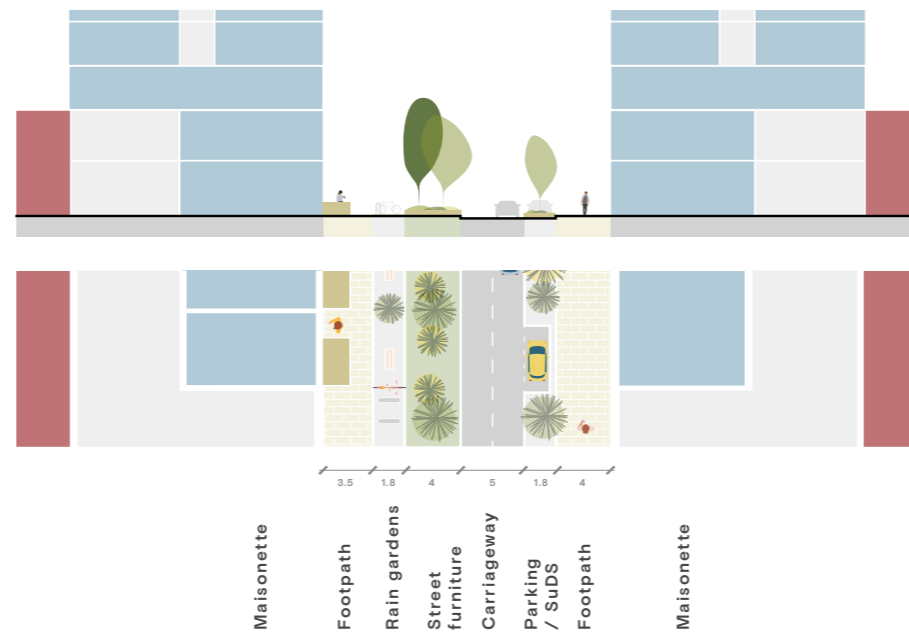 3.5
1.8
4
5
1.8
4
Maisonette
Footpath
Rain gardens
Street
furniture
Carriageway
Parking
/ SuDS
Footpath
Maisonette